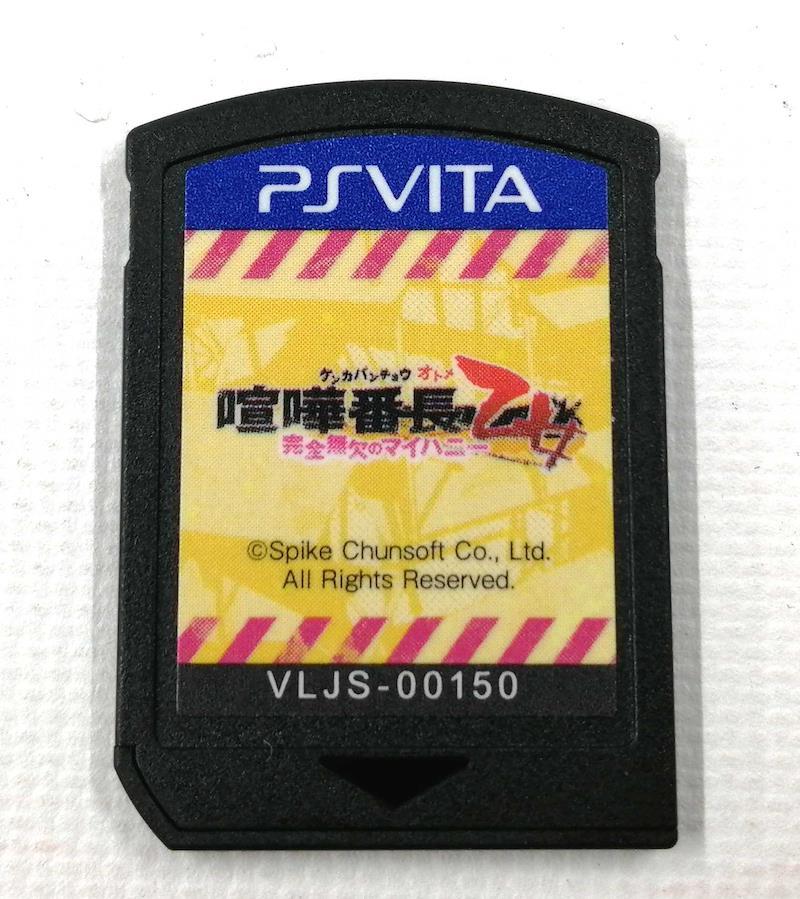 PSVITA
ケンカバンチョウ オトメ
喧嘩番長 乙女
完全無欠のマイハニー
©Spike Chunsoft Co., Ltd.
All Rights Reserved.
VLJS-00150